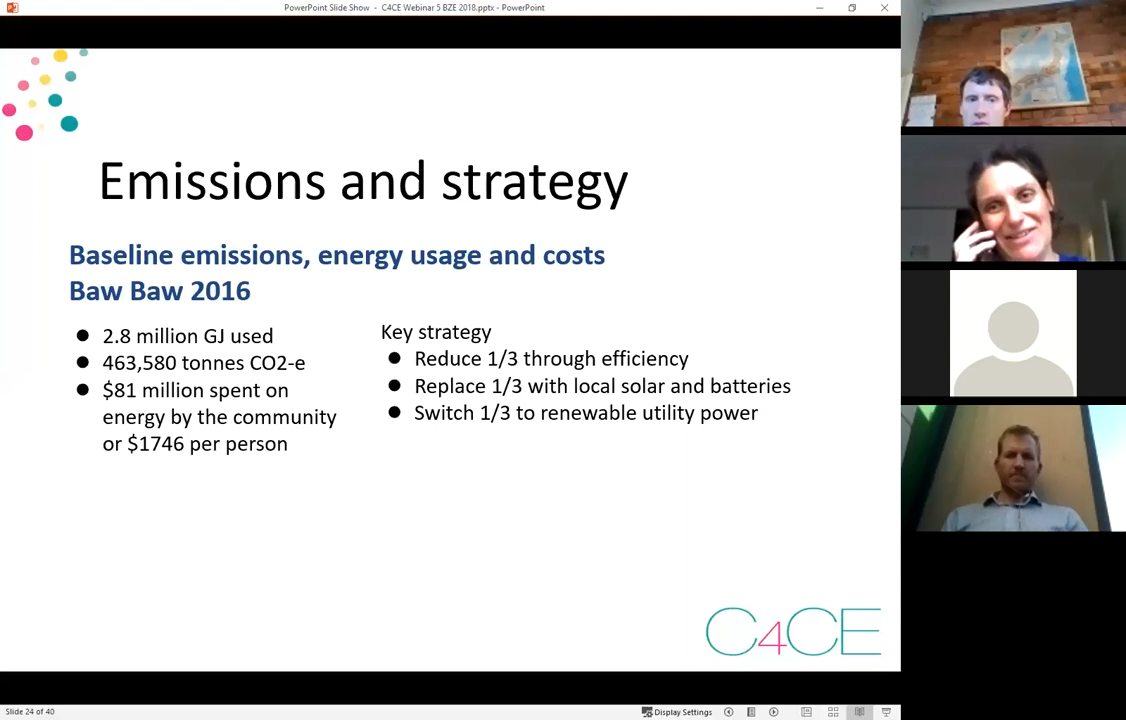 PowerPoint Slide Show - C4CE Webinar 5 BZE 2018.pptx - PowerPoint
Emissions and strategy
Baseline emissions, energy usage and costs
Baw Baw 2016
● 2.8 million GJ used
● 463,580 tonnes CO2-e
● $81 million spent on
energy by the community
or $1746 per person
Key strategy
● Reduce 1/3 through efficiency
● Replace 1/3 with local solar and batteries
● Switch 1/3 to renewable utility power
C4CE
Slide 24 of 40
Display Settings